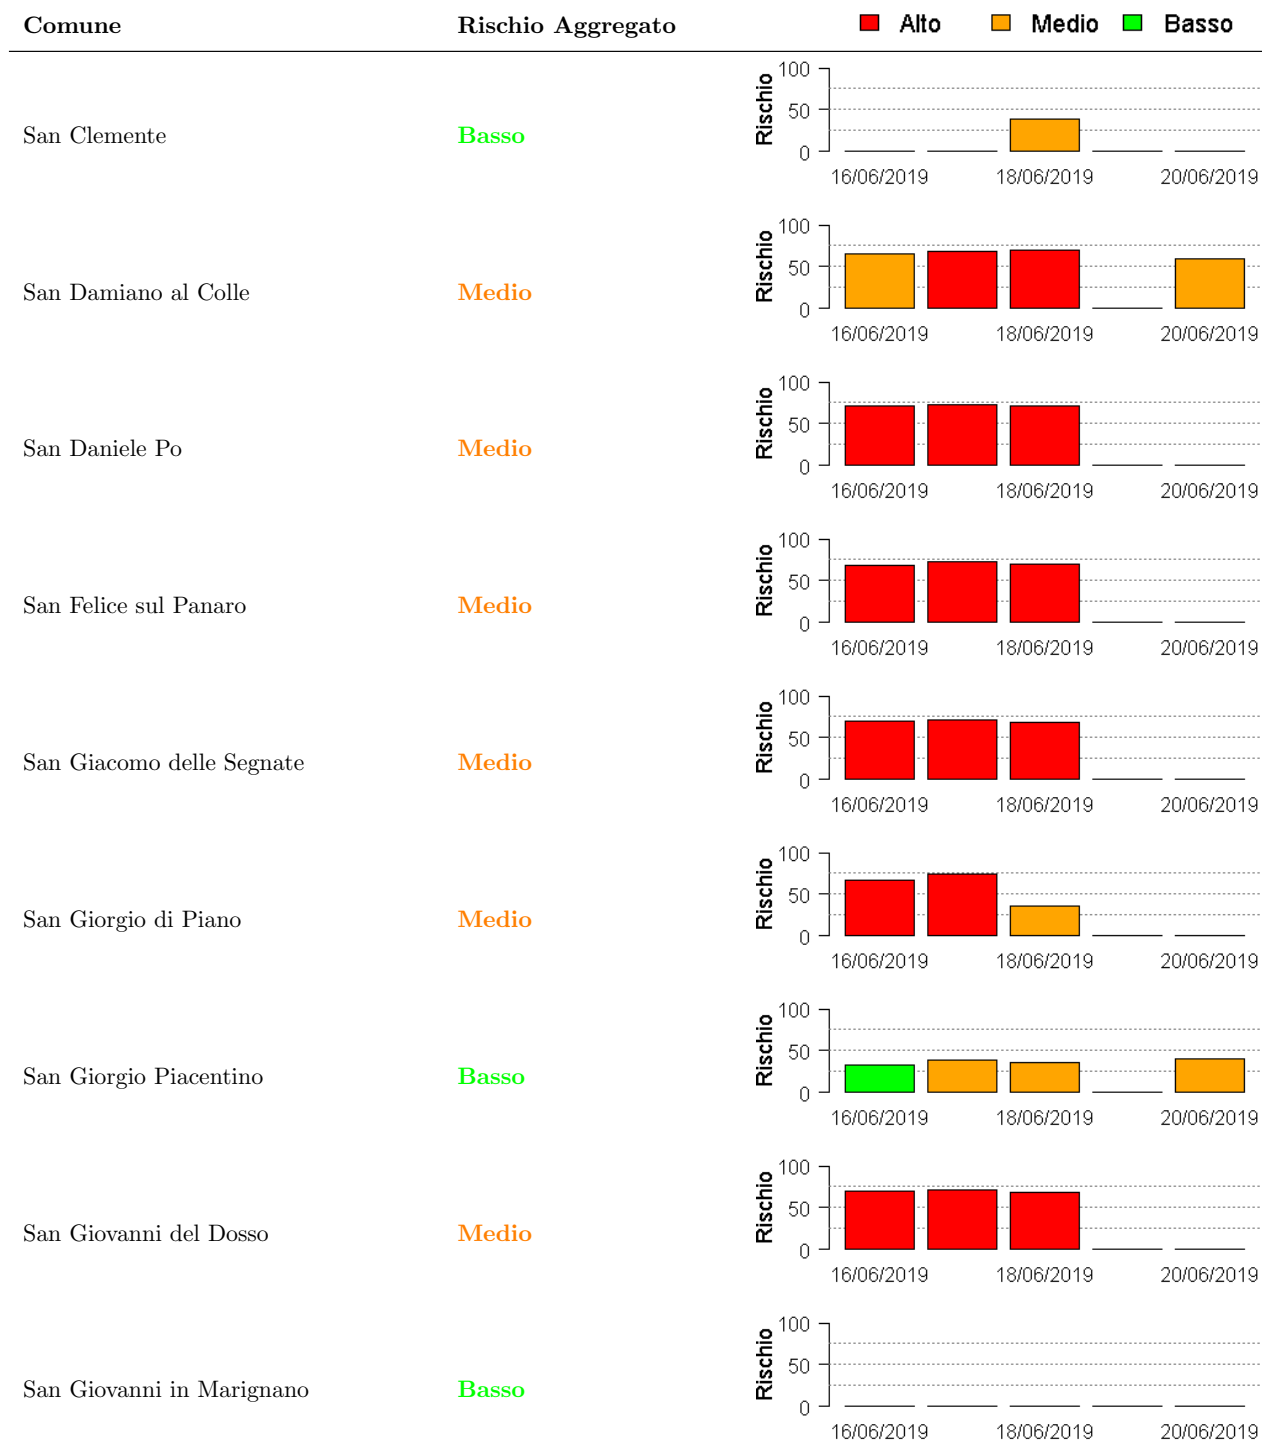 Comune Rischio Aggregato Alto Medio Basso
100
50
0
Rischio
San Clemente Basso
16/06/2019 18/06/2019 20/06/2019
100
50
0
Rischio
San Damiano al Colle Medio
16/06/2019 18/06/2019 20/06/2019
100
50
0
Rischio
San Daniele Po Medio
16/06/2019 18/06/2019 20/06/2019
100
50
0
Rischio
San Felice sul Panaro Medio
16/06/2019 18/06/2019 20/06/2019
100
50
0
Rischio
San Giacomo delle Segnate Medio
16/06/2019 18/06/2019 20/06/2019
100
50
0
Rischio
San Giorgio di Piano Medio
16/06/2019 18/06/2019 20/06/2019
100
50
0
Rischio
San Giorgio Piacentino Basso
16/06/2019 18/06/2019 20/06/2019
100
50
0
Rischio
San Giovanni del Dosso Medio
16/06/2019 18/06/2019 20/06/2019
100
50
0
Rischio
San Giovanni in Marignano Basso
16/06/2019 18/06/2019 20/06/2019